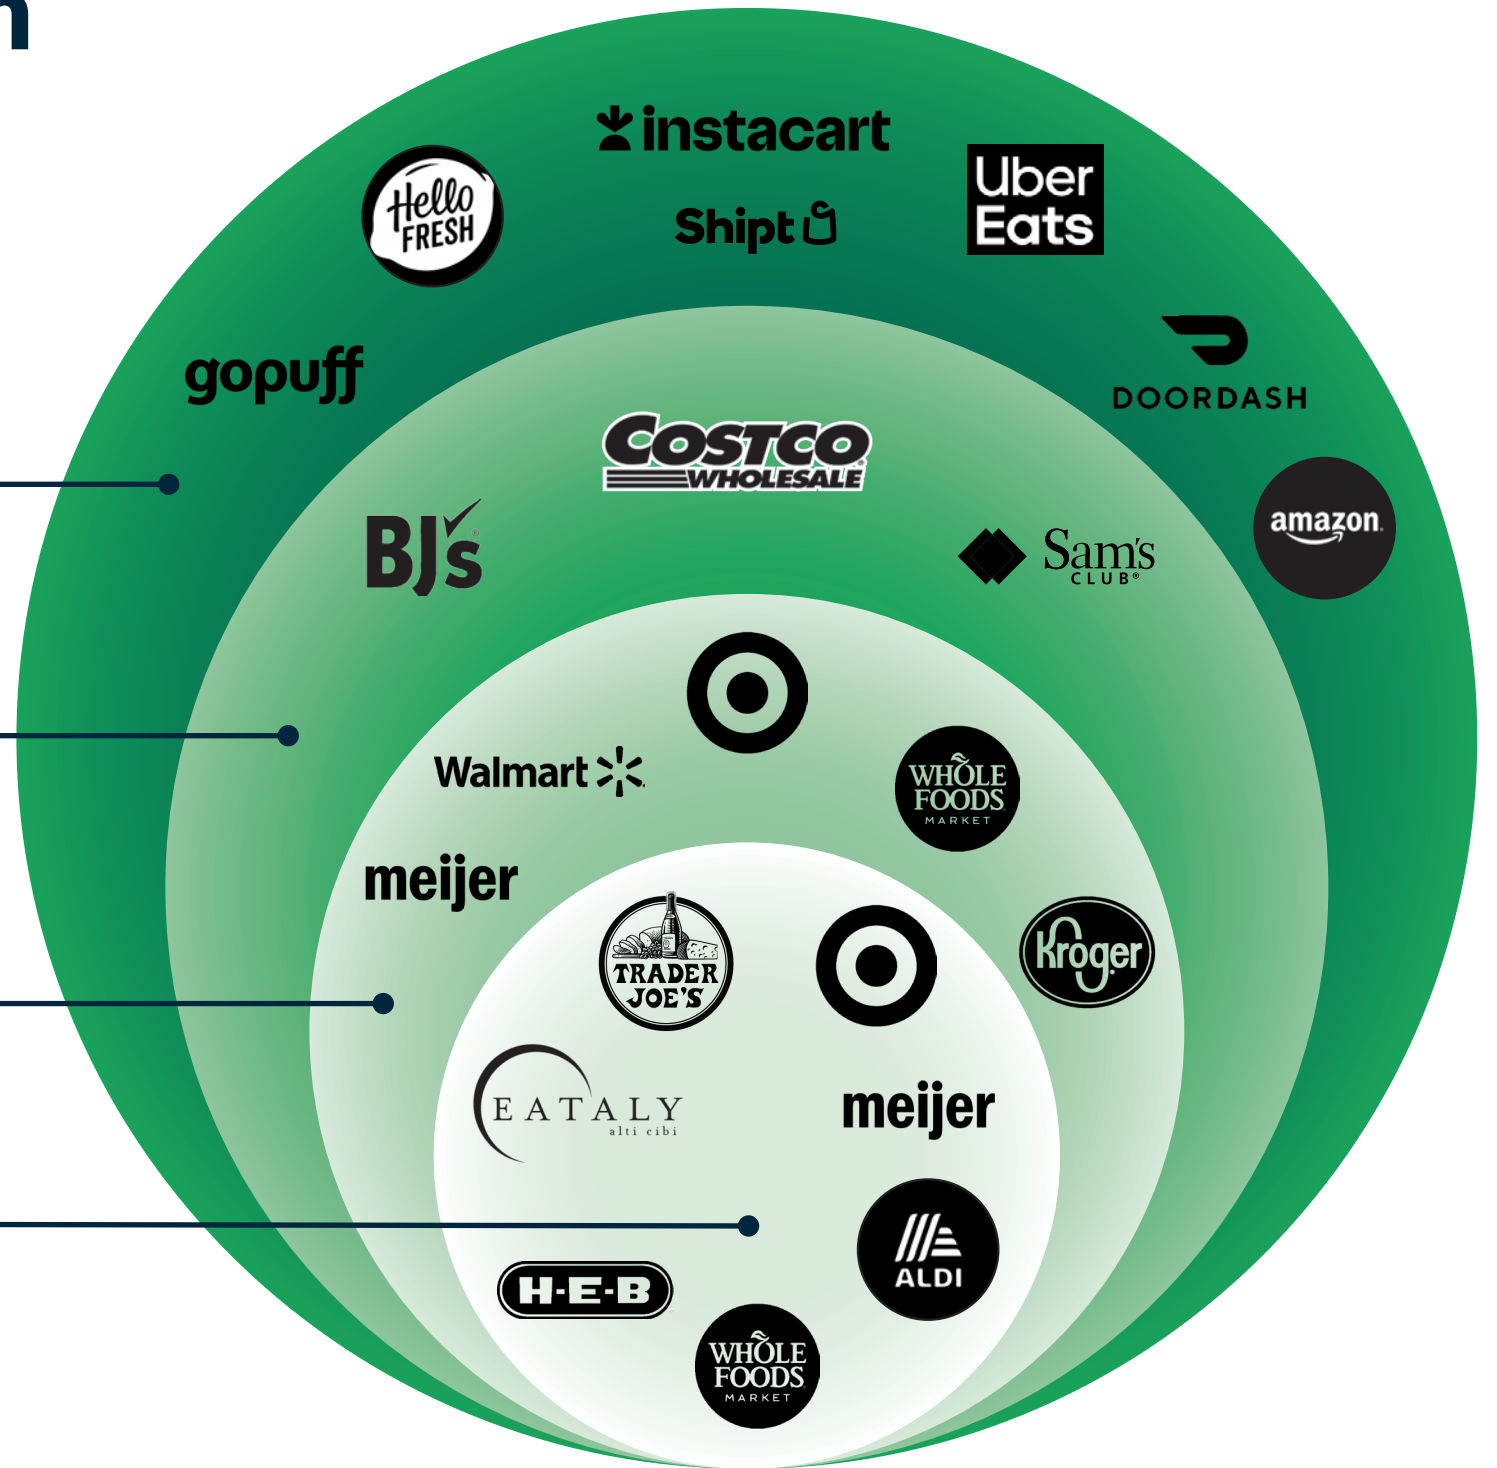 instacart
Hello
FRESH
Shipt
Uber
Eats
gopuff
DOORDASH
COSTCO
WHOLESALE
amazon
BJ's
Sam's
CLUB®
Walmart
WHOLE
FOODS
MARKET
meijer
TRADER
JOE'S
Kroger
EATALY
alti cibi
meijer
ALDI
H-E-B
WHOLE
FOODS
MARKET